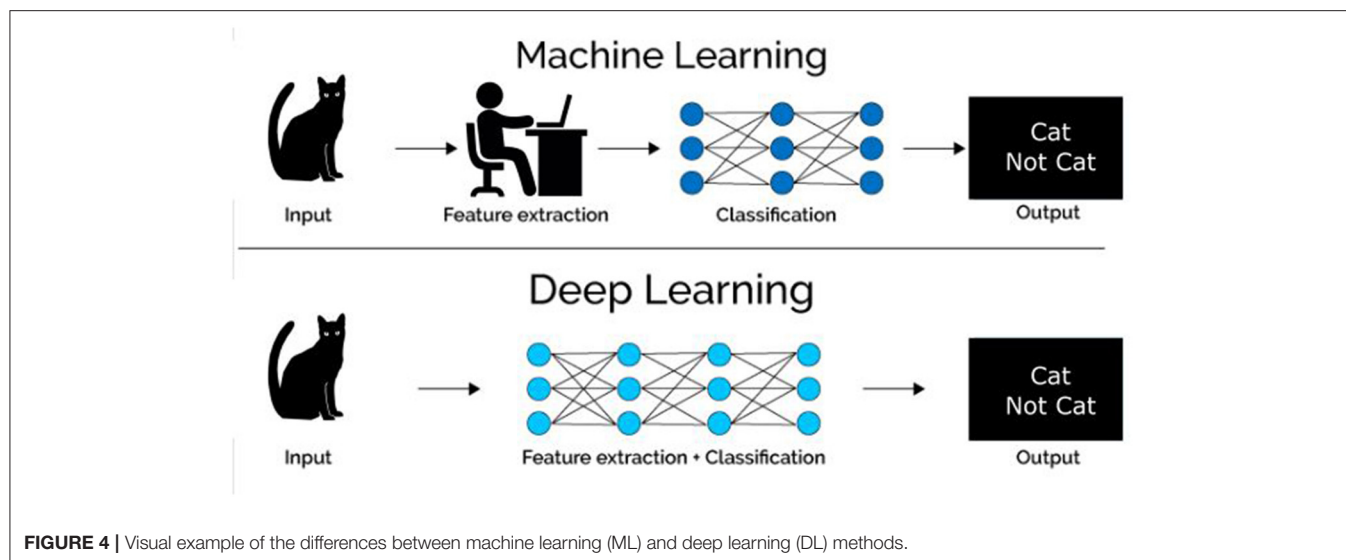 Machine Learning
Cat
Not Cat
Input
Feature extraction
Classification
Output
Deep Learning
Cat
Not Cat
Input
Feature extraction + Classification
Output
FIGURE 4 | Visual example of the differences between machine learning (ML) and deep learning (DL) methods.